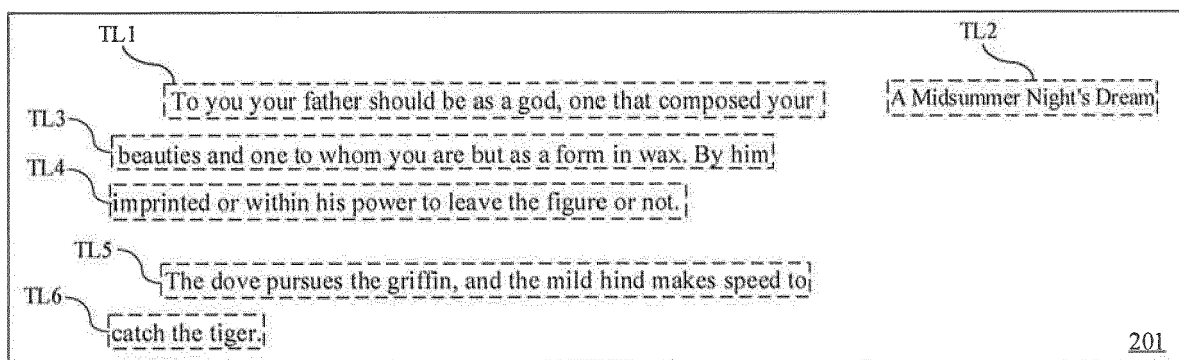 TL1
TL2
To you your father should be as a god, one that composed your
A Midsummer Night's Dream
TL3
beauties and one to whom you are but as a form in wax. By him
TL4
imprinted or within his power to leave the figure or not.
TL5
The dove pursues the griffin, and the mild hind makes speed to
TL6
catch the tiger.
201